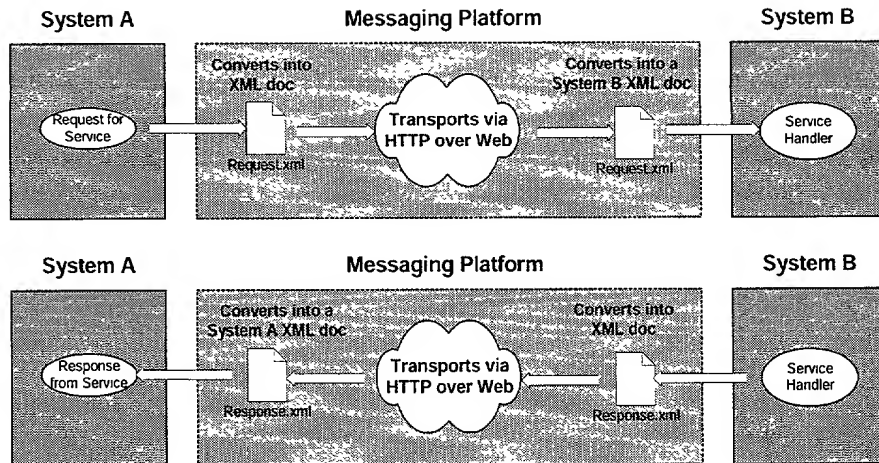 System A
Messaging Platform
System B
Converts into
XML doc
Converts into a
System B XML doc
Request for
Service
Transports via
HTTP over Web
Service
Handler
Request.xml
Request.xml
System A
Messaging Platform
System B
Converts into a
System A XML doc
Converts into
XML doc
Response
from Service
Transports via
HTTP over Web
Service
Handler
Response.xml
Response.xml